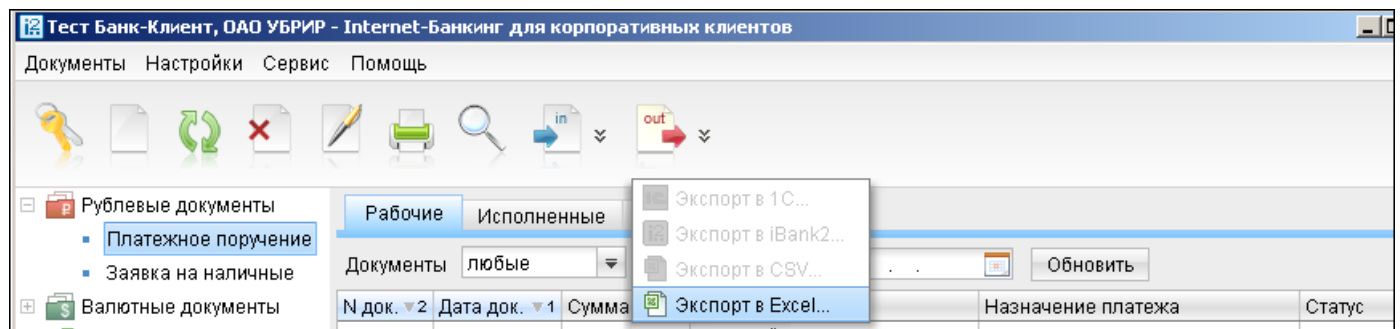 Тест Банк-Клиент, ОАО УБРИР - Internet-Банкинг для корпоративных клиентов
Документы Настройки Сервис Помощь
in out
Рублевые документы
Платежное поручение
Заявка на наличные
Валютные документы
Рабочие Исполненные
Документы любые . . Обновить
N док. 2 Дата док. 1 Сумма Назначение платежа Статус
Экспорт в 1С...
Экспорт в iBank2...
Экспорт в CSV...
Экспорт в Excel...